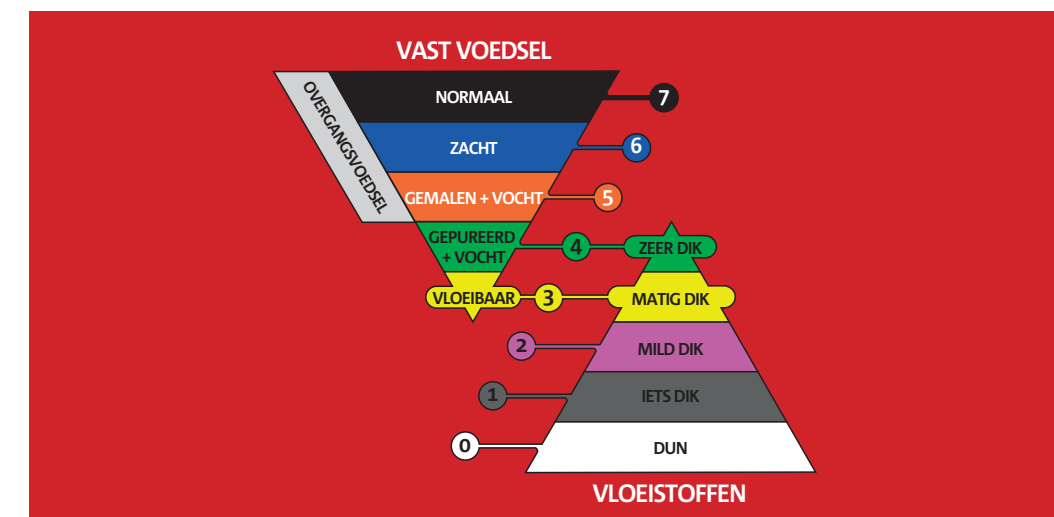 VAST VOEDSEL
OVERGANGSVOEDSEL
NORMAAL
7
ZACHT
6
GEMALEN + VOCHT
5
GEPUREERD
+ VOCHT
4
ZEER DIK
VLOEIBAAR
3
MATIG DIK
2
MILD DIK
1
IETS DIK
0
DUN
VLOEISTOFFEN